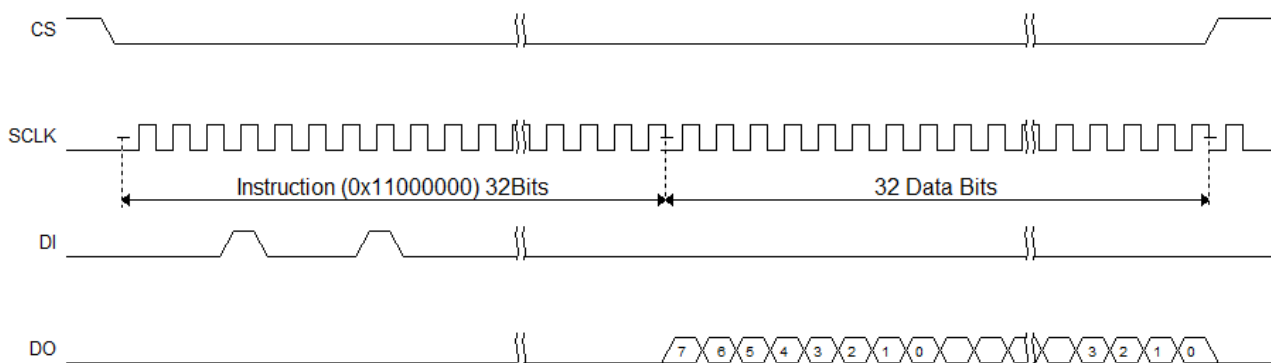 CS
SCLK
Instruction (0x11000000) 32Bits
32 Data Bits
DI
DO
7 6 5 4 3 2 1 0 3 2 1 0